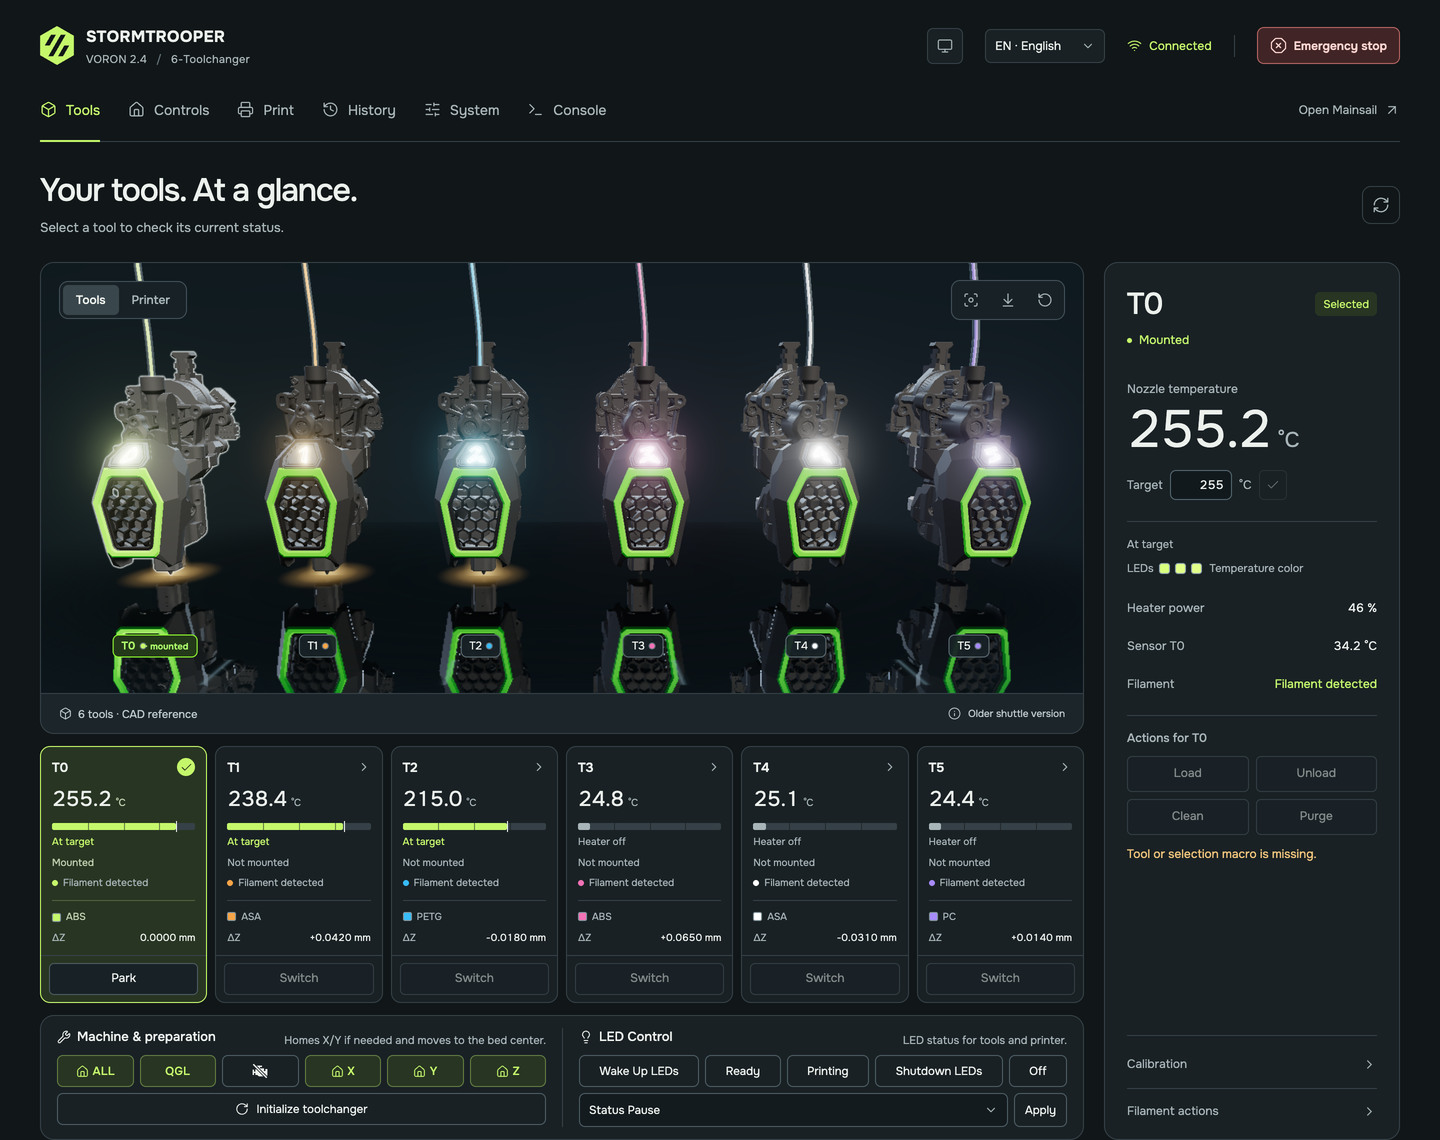 STORMTROOPER
VORON 2.4 / 6-Toolchanger
EN · English
Connected
Emergency stop
Tools
Controls
Print
History
System
Console
Open Mainsail
Your tools. At a glance.
Select a tool to check its current status.
Tools
Printer
T0 mounted
T1
T2
T3
T4
T5
6 tools · CAD reference
Older shuttle version
T0
Selected
Mounted
Nozzle temperature
255.2 °C
Target 255 °C
At target
LEDs Temperature color
Heater power 46 %
Sensor T0 34.2 °C
Filament Filament detected
Actions for T0
Load
Unload
Clean
Purge
Tool or selection macro is missing.
Calibration
Filament actions
T0
255.2 °C
At target
Mounted
Filament detected
ABS
ΔZ 0.0000 mm
Park
T1
238.4 °C
At target
Not mounted
Filament detected
ASA
ΔZ +0.0420 mm
Switch
T2
215.0 °C
At target
Not mounted
Filament detected
PETG
ΔZ -0.0180 mm
Switch
T3
24.8 °C
Heater off
Not mounted
Filament detected
ABS
ΔZ +0.0650 mm
Switch
T4
25.1 °C
Heater off
Not mounted
Filament detected
ASA
ΔZ -0.0310 mm
Switch
T5
24.4 °C
Heater off
Not mounted
Filament detected
PC
ΔZ +0.0140 mm
Switch
Machine & preparation
Homes X/Y if needed and moves to the bed center.
ALL
QGL
X
Y
Z
Initialize toolchanger
LED Control
LED status for tools and printer.
Wake Up LEDs
Ready
Printing
Shutdown LEDs
Off
Status Pause
Apply